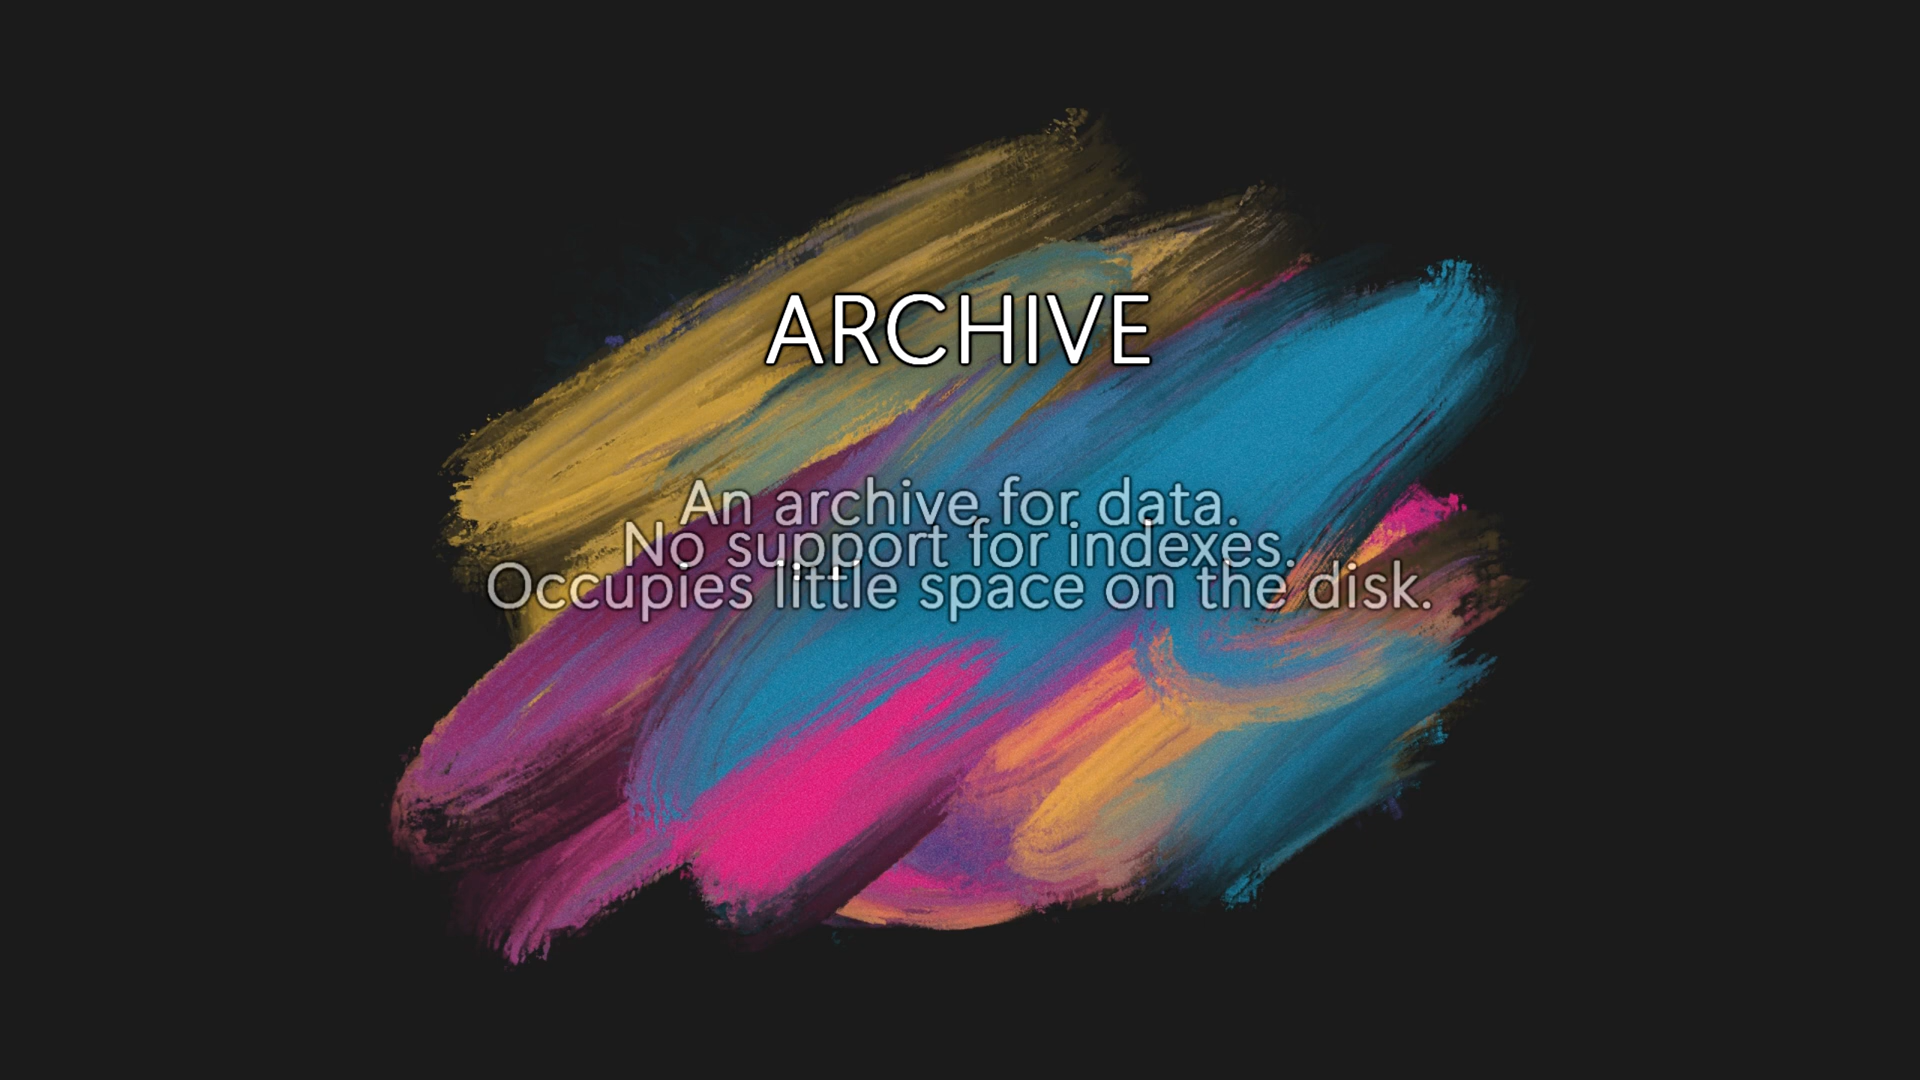 ARCHIVE
An archive for data.
No support for indexes.
Occupies little space on the disk.